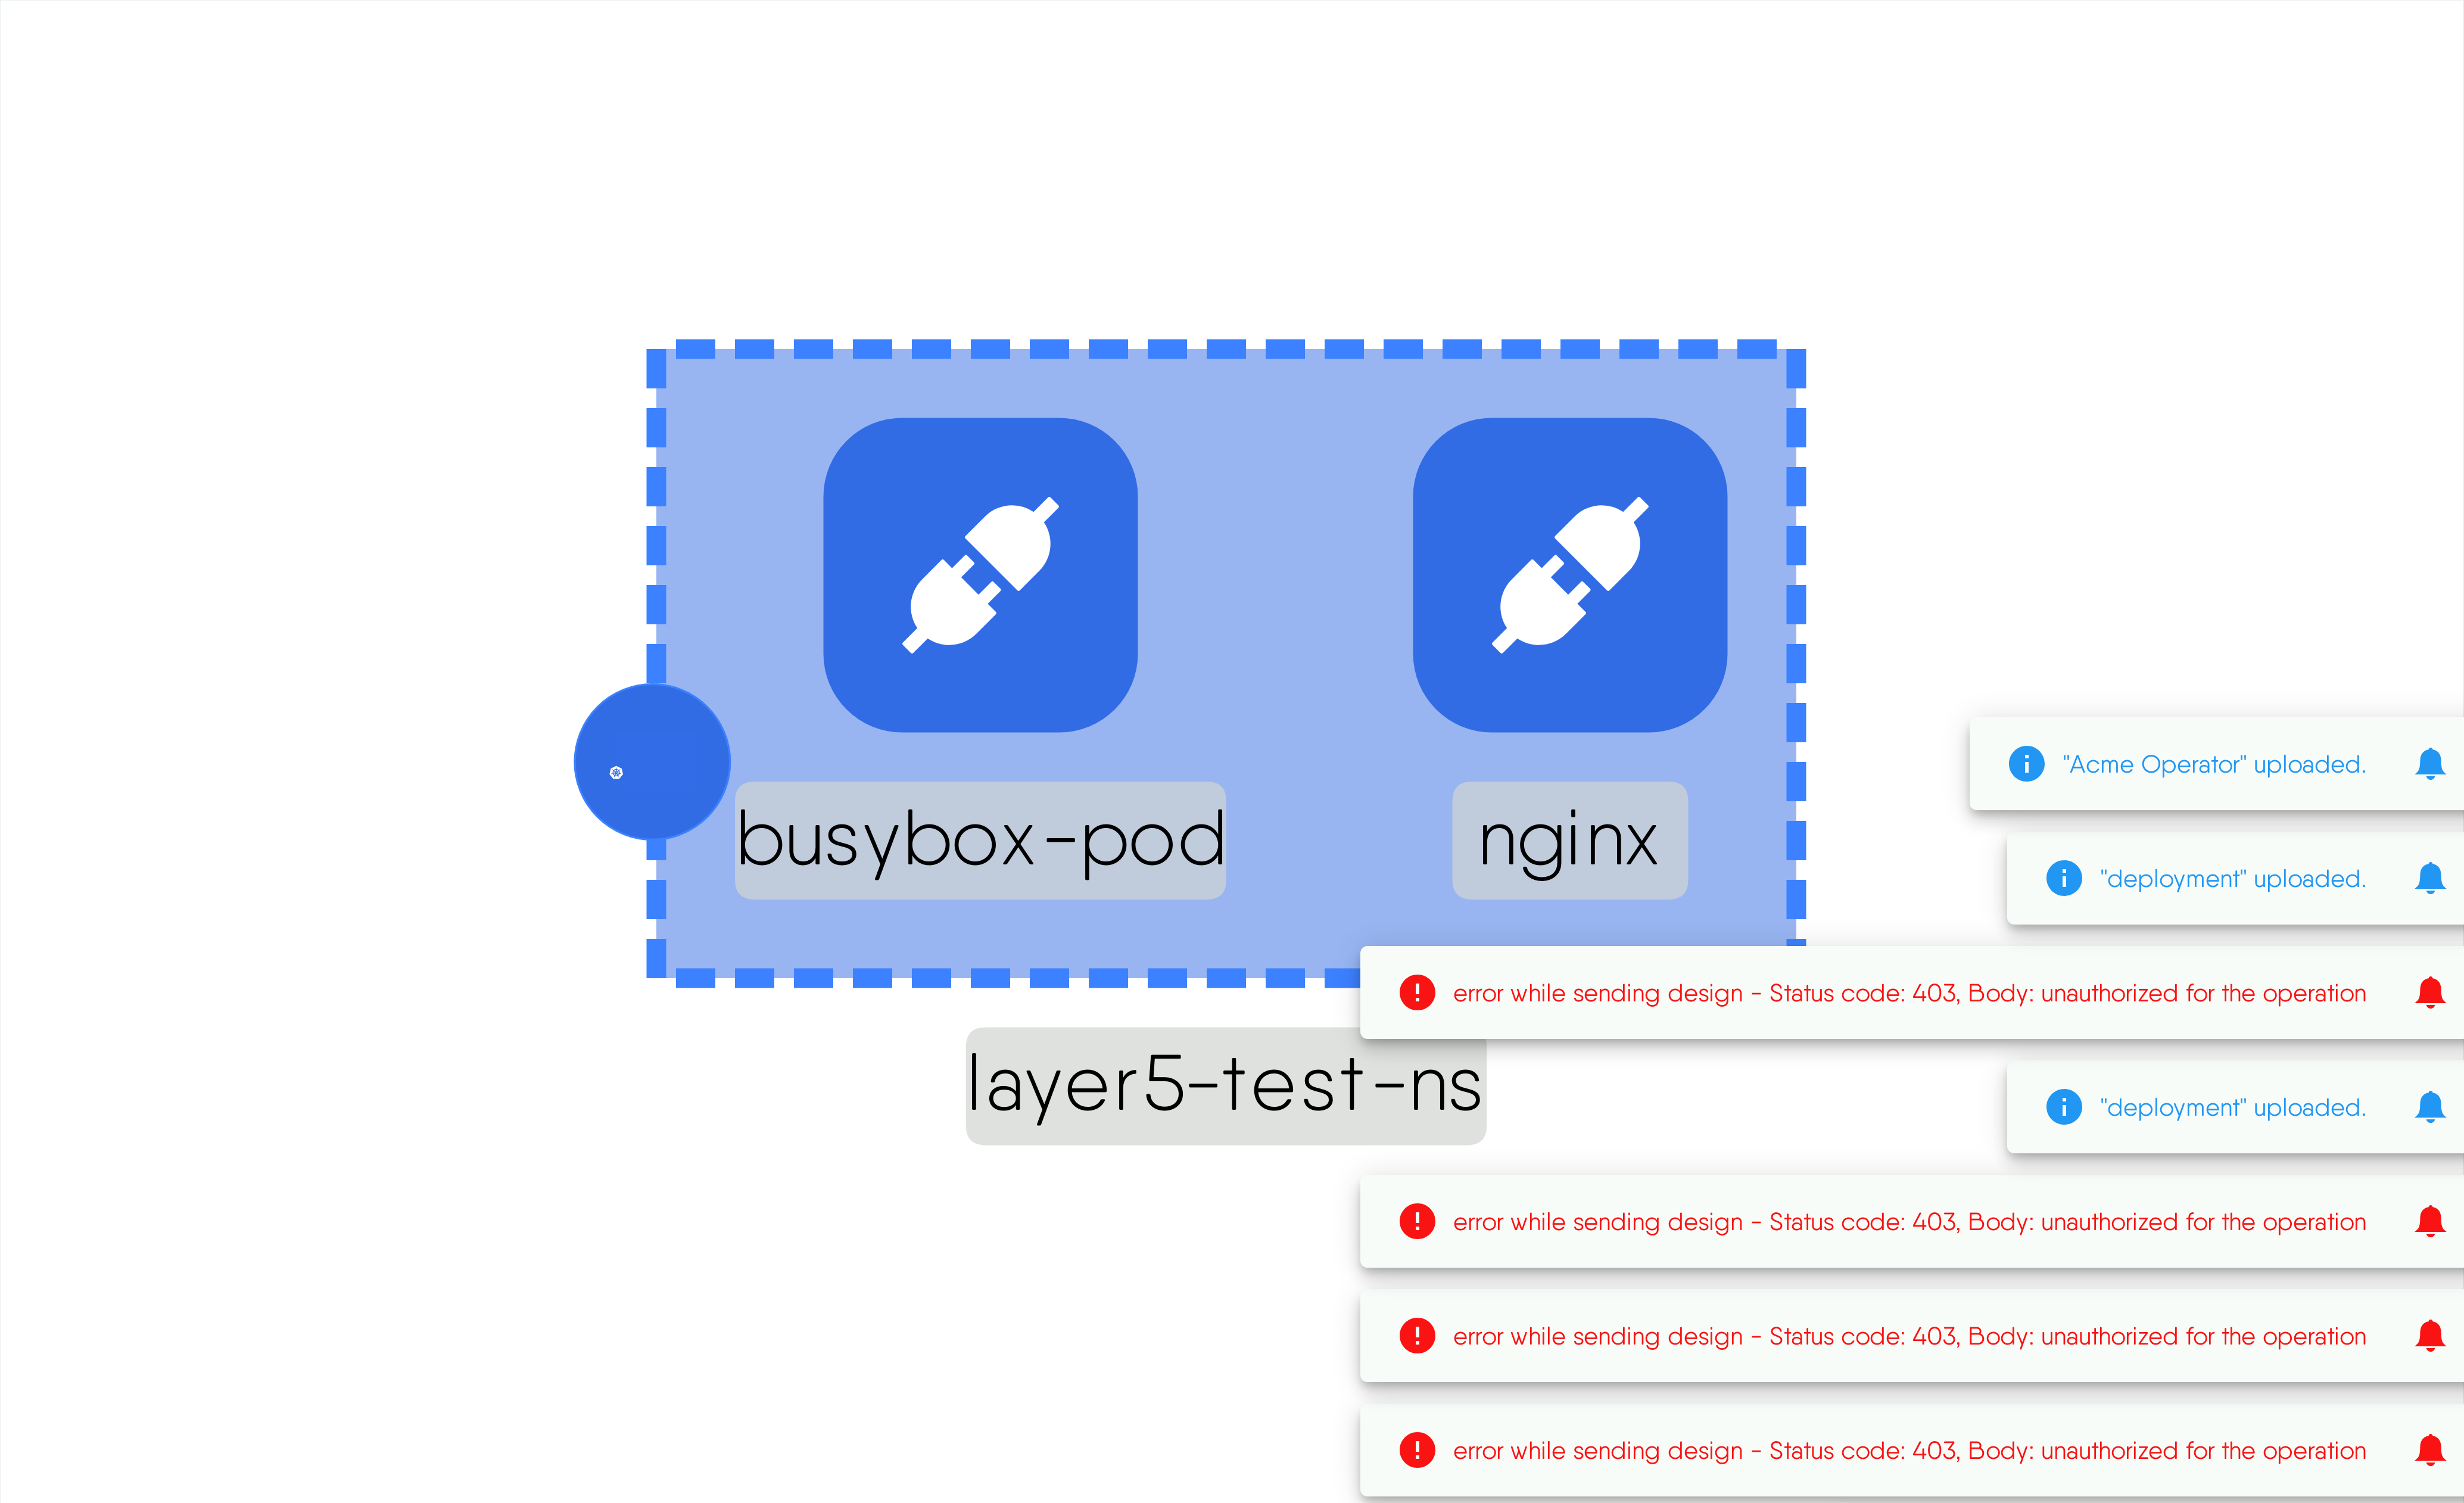 busybox-pod
nginx
layer5-test-ns
"Acme Operator" uploaded.
"deployment" uploaded.
error while sending design - Status code: 403, Body: unauthorized for the operation
"deployment" uploaded.
error while sending design - Status code: 403, Body: unauthorized for the operation
error while sending design - Status code: 403, Body: unauthorized for the operation
error while sending design - Status code: 403, Body: unauthorized for the operation